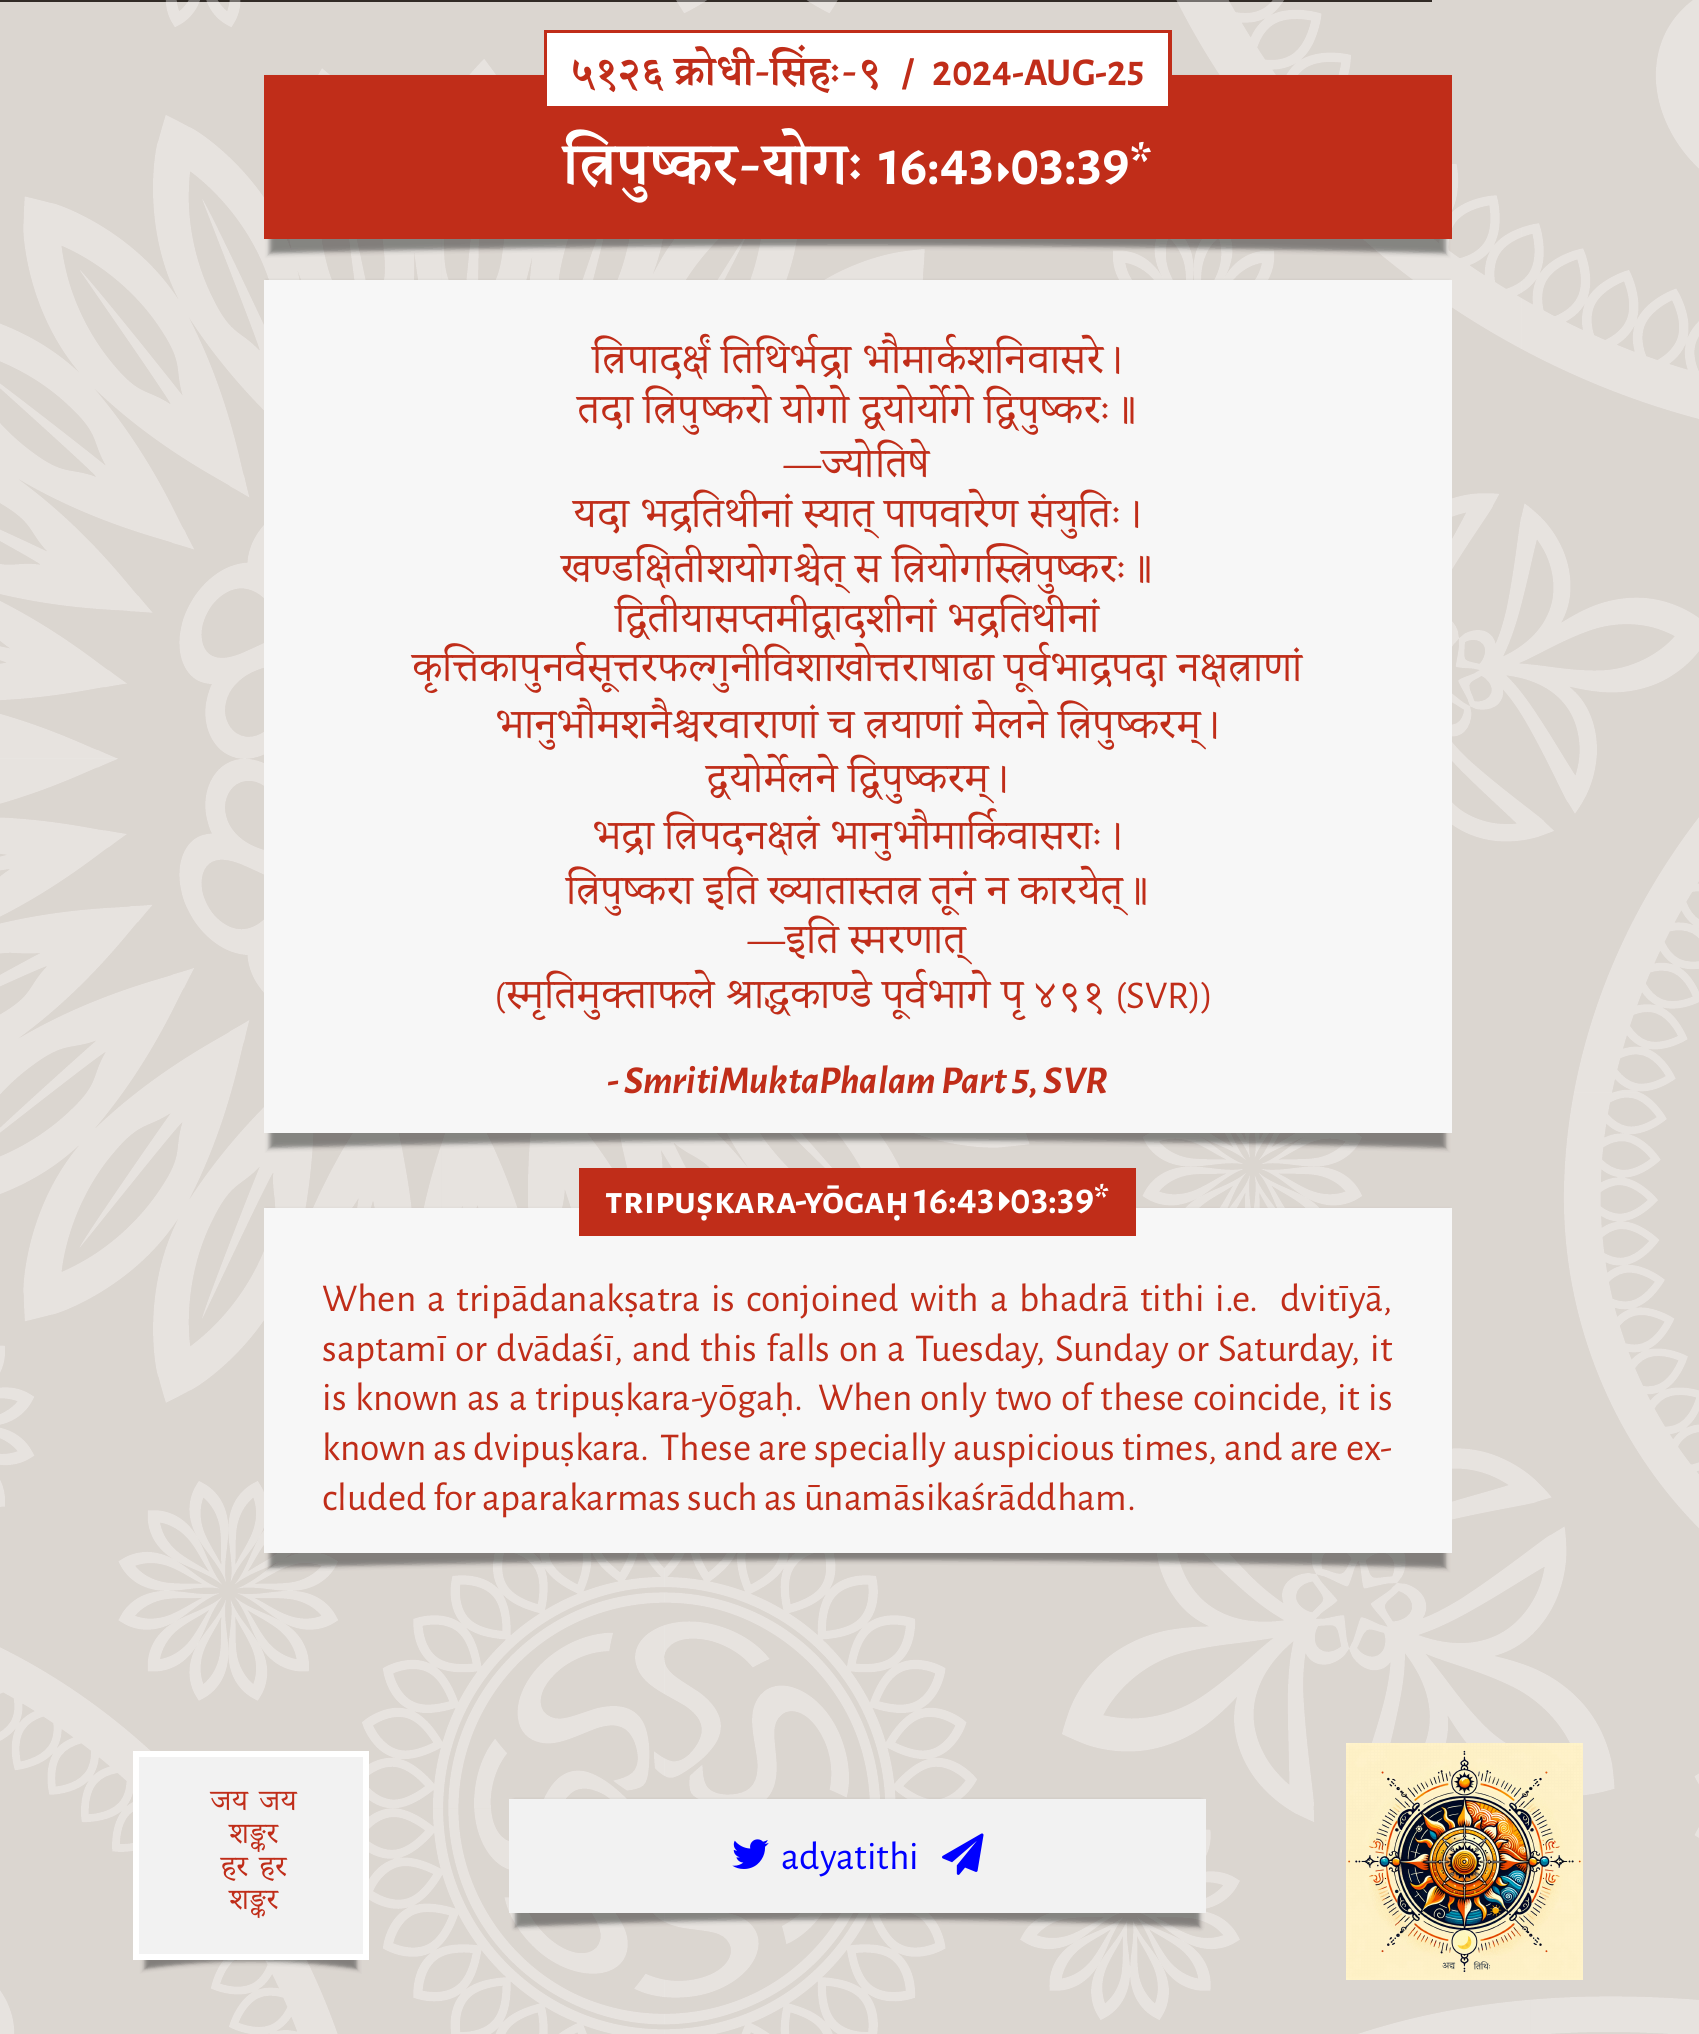 ५१२६ क्रोधी-सिंहः-९ / 2024-AUG-25
त्रिपुष्कर-योगः 16:43▸03:39*
त्रिपादर्क्षं तिथिर्भद्रा भौमार्कशनिवासरे।
तदा त्रिपुष्करो योगो द्वयोर्योगे द्विपुष्करः॥
—ज्योतिषे
यदा भद्रतिथीनां स्यात् पापवारेण संयुतिः।
खण्डक्षितीशयोगश्चेत् स त्रियोगस्त्रिपुष्करः॥
द्वितीयासप्तमीद्वादशीनां भद्रतिथीनां
कृत्तिकापुनर्वसूत्तरफल्गुनीविशाखोत्तराषाढा पूर्वभाद्रपदा नक्षत्राणां
भानुभौमशनैश्चरवाराणां च त्रयाणां मेलने त्रिपुष्करम्।
द्वयोर्मेलने द्विपुष्करम्।
भद्रा त्रिपदनक्षत्रं भानुभौमार्किवासराः।
त्रिपुष्करा इति ख्यातास्तत्र तूनं न कारयेत्॥
—इति स्मरणात्
(स्मृतिमुक्ताफले श्राद्धकाण्डे पूर्वभागे पृ ४९१ (SVR))
- SmritiMuktaPhalam Part 5, SVR
TRIPUṢKARA-YŌGAḤ 16:43▸03:39*
When a tripādanakṣatra is conjoined with a bhadrā tithi i.e. dvitīyā,
saptamī or dvādaśī, and this falls on a Tuesday, Sunday or Saturday, it
is known as a tripuṣkara-yōgaḥ. When only two of these coincide, it is
known as dvipuṣkara. These are specially auspicious times, and are ex-
cluded for aparakarmas such as ūnamāsikaśrāddham.
जय जय
शङ्कर
हर हर
शङ्कर
adyatithi
अद्य तिथिः